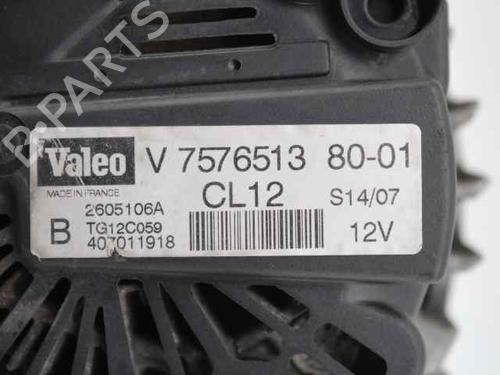 B-PARTS
Valeo V 7576513 80-01
MADE IN FRANCE CL12 S14/07
2605106A
B TG12C059 12V
407011918